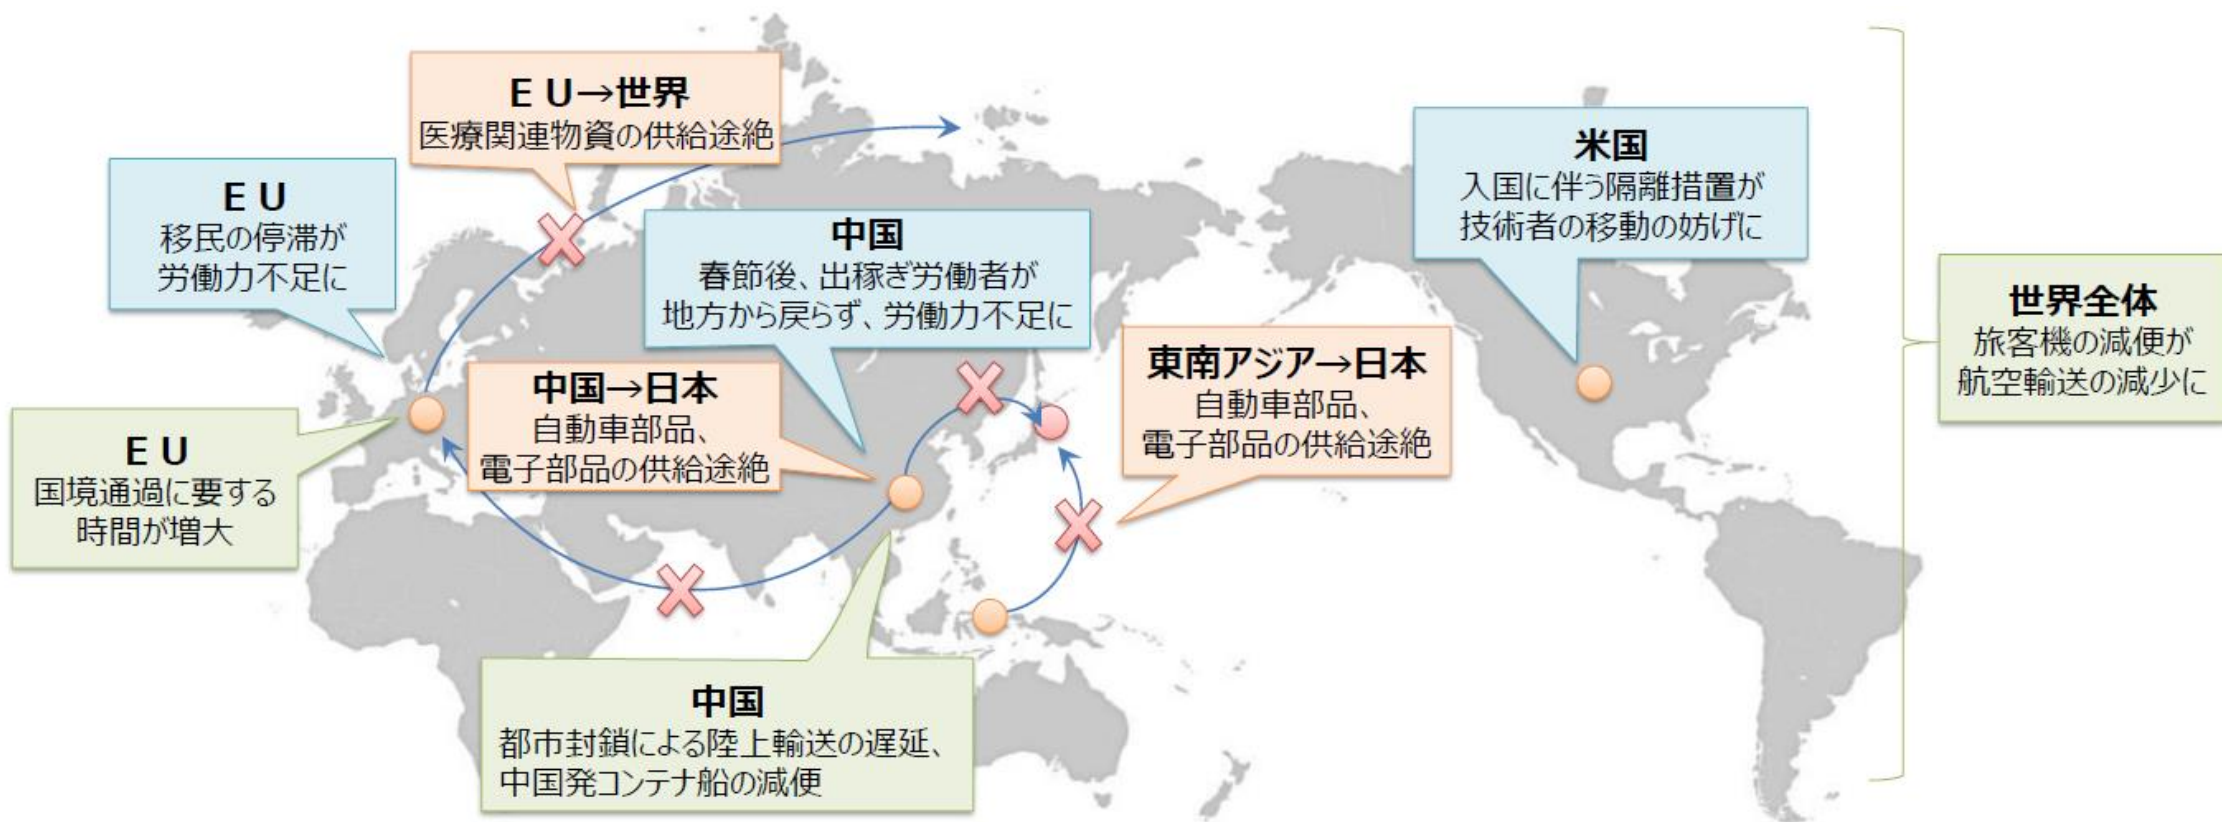 ＥＵ→世界
医療関連物資の供給途絶
ＥＵ
移民の停滞が
労働力不足に
中国
春節後、出稼ぎ労働者が
地方から戻らず、労働力不足に
米国
入国に伴う隔離措置が
技術者の移動の妨げに
世界全体
旅客機の減便が
航空輸送の減少に
中国→日本
自動車部品、
電子部品の供給途絶
東南アジア→日本
自動車部品、
電子部品の供給途絶
ＥＵ
国境通過に要する
時間が増大
中国
都市封鎖による陸上輸送の遅延、
中国発コンテナ船の減便